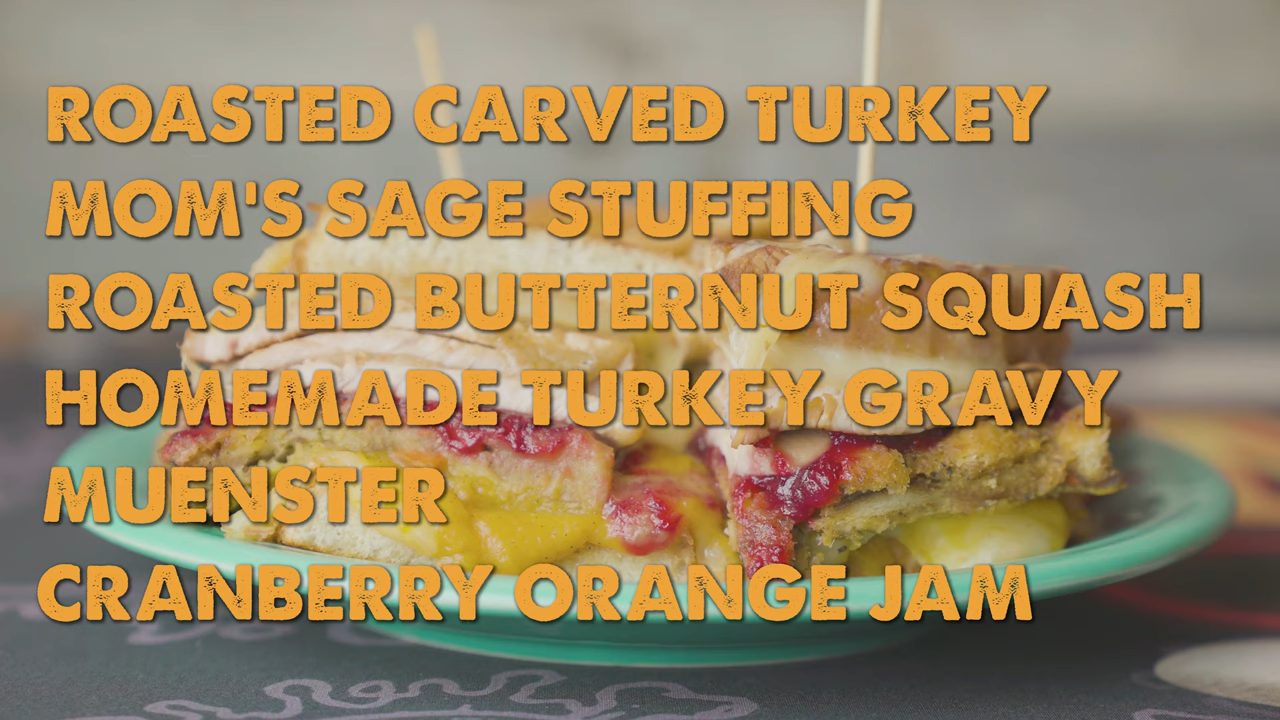 ROASTED CARVED TURKEY
MOM'S SAGE STUFFING
ROASTED BUTTERNUT SQUASH
HOMEMADE TURKEY GRAVY
MUENSTER
CRANBERRY ORANGE JAM